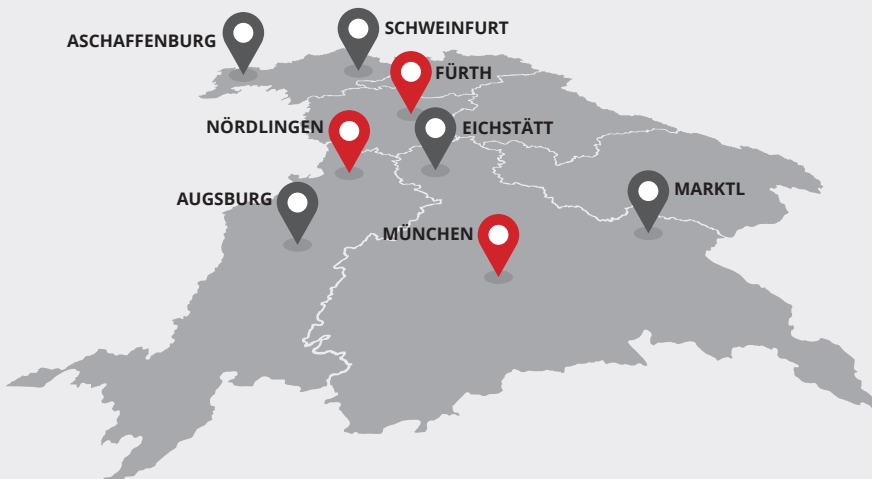 SCHWEINFURT
ASCHAFFENBURG
FÜRTH
NÖRDLINGEN
EICHSTÄTT
MARKTL
AUGSBURG
MÜNCHEN